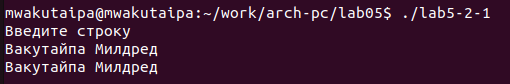 mwakutaipa@mwakutaipa:~/work/arch-pc/lab05$ ./lab5-2-1
Введите строку
Вакутайпа Милдред
Вакутайпа Милдред